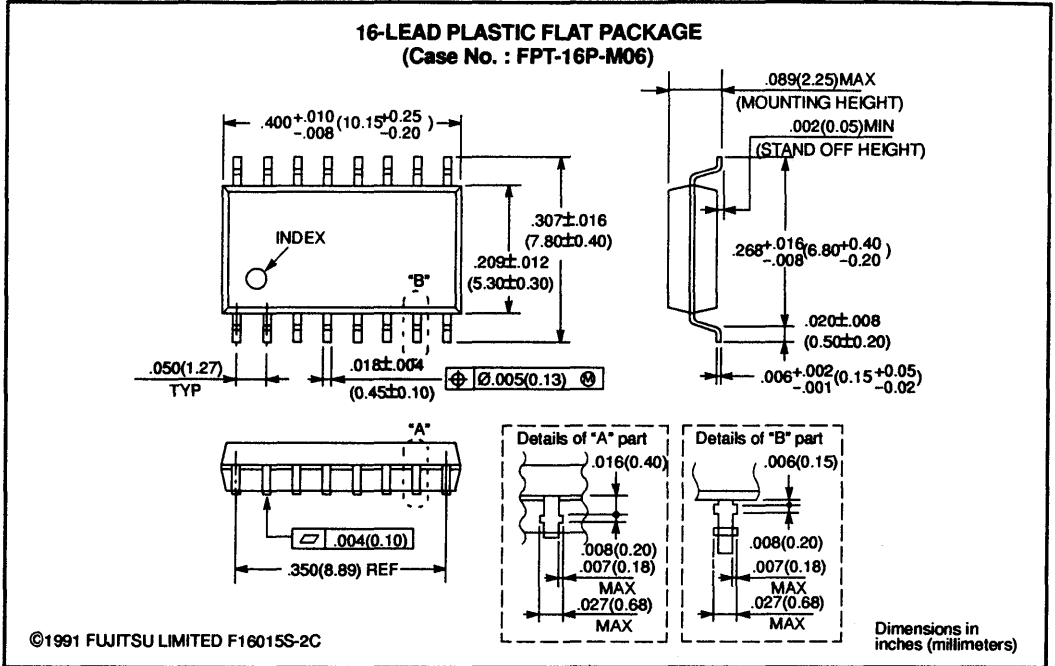 16-LEAD PLASTIC FLAT PACKAGE
(Case No. : FPT-16P-M06)
.089(2.25)MAX
(MOUNTING HEIGHT)
.002(0.05)MIN
(STAND OFF HEIGHT)
.400+.010 -.008 (10.15+0.25 -0.20)
INDEX
"B"
.307±.016
(7.80±0.40)
.209±.012
(5.30±0.30)
.268+.016 -.008 (6.80+0.40 -0.20)
.020±.008
(0.50±0.20)
.006+.002 -.001 (0.15+0.05 -0.02)
.050(1.27)
TYP
.018±.004
(0.45±0.10)
⌖ Ø.005(0.13) Ⓜ
"A"
⏥ .004(0.10)
.350(8.89) REF
Details of "A" part
.016(0.40)
.008(0.20)
.007(0.18)
MAX
.027(0.68)
MAX
Details of "B" part
.006(0.15)
.008(0.20)
.007(0.18)
MAX
.027(0.68)
MAX
©1991 FUJITSU LIMITED F16015S-2C
Dimensions in
inches (millimeters)